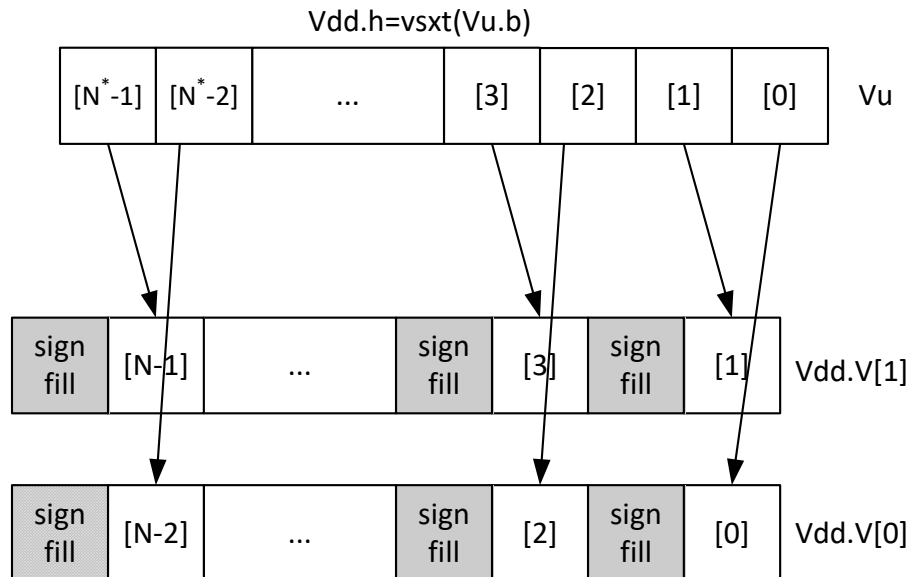 Vdd.h=vsxt(Vu.b)
[N*-1] [N*-2] ... [3] [2] [1] [0] Vu
sign fill [N-1] ... sign fill [3] sign fill [1] Vdd.V[1]
sign fill [N-2] ... sign fill [2] sign fill [0] Vdd.V[0]